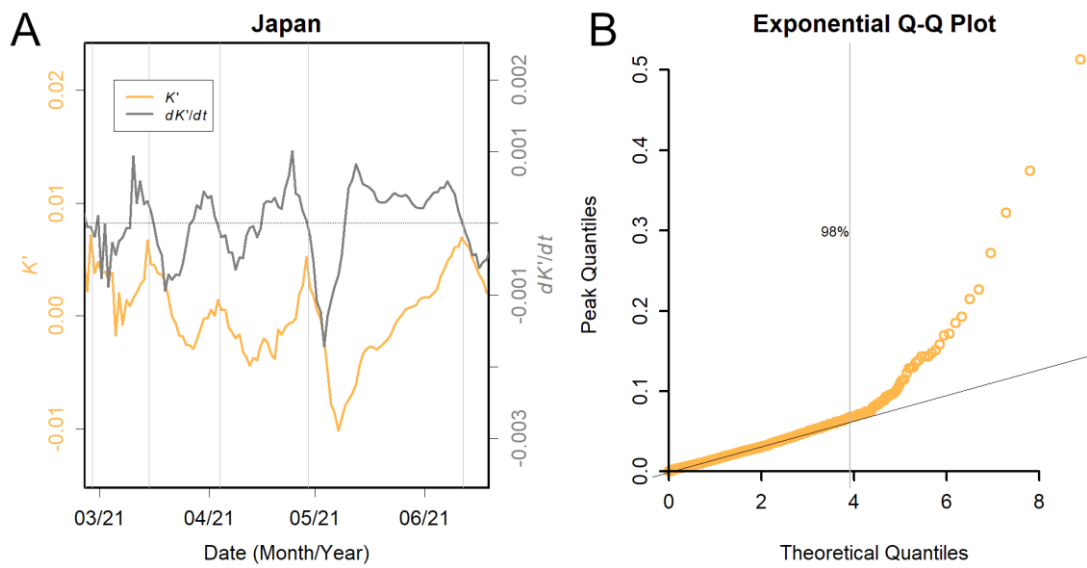 A
Japan
K'
dK'/dt
0.02
0.01
0.00
-0.01
K'
0.002
0.001
-0.001
-0.003
dK'/dt
03/21
04/21
05/21
06/21
Date (Month/Year)
B
Exponential Q-Q Plot
98%
0.5
0.4
0.3
0.2
0.1
0.0
Peak Quantiles
0
2
4
6
8
Theoretical Quantiles